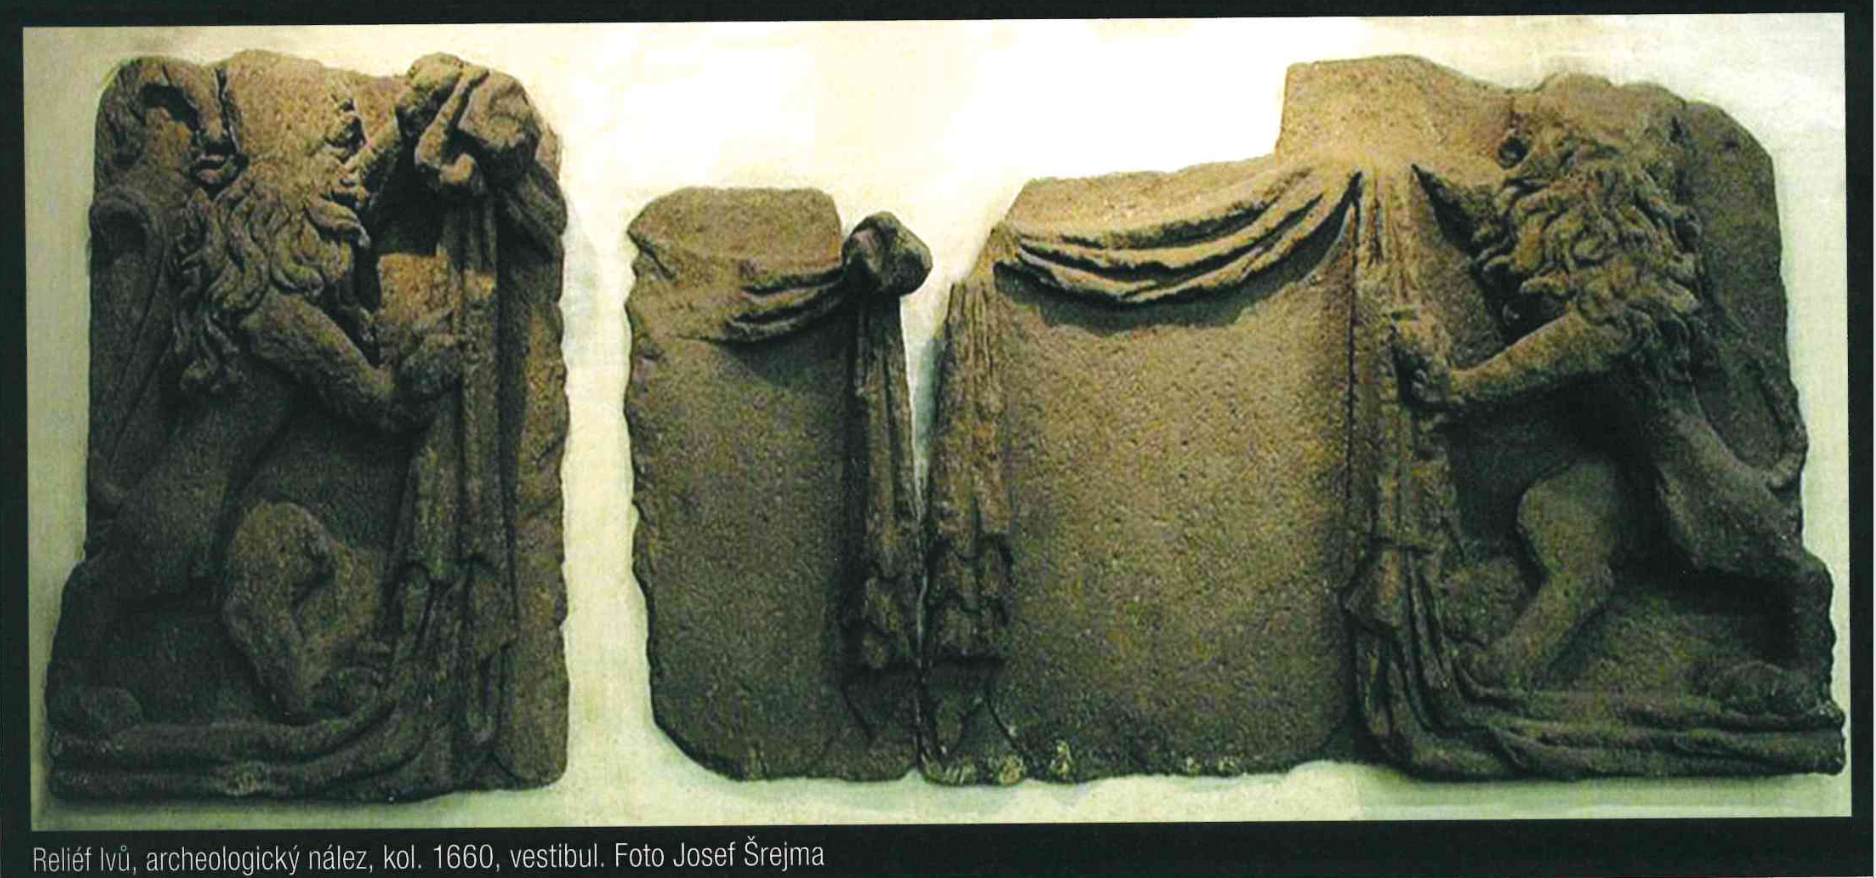 Reliéf lvů, archeologický nález, kol. 1660, vestibul. Foto Josef Šrejma